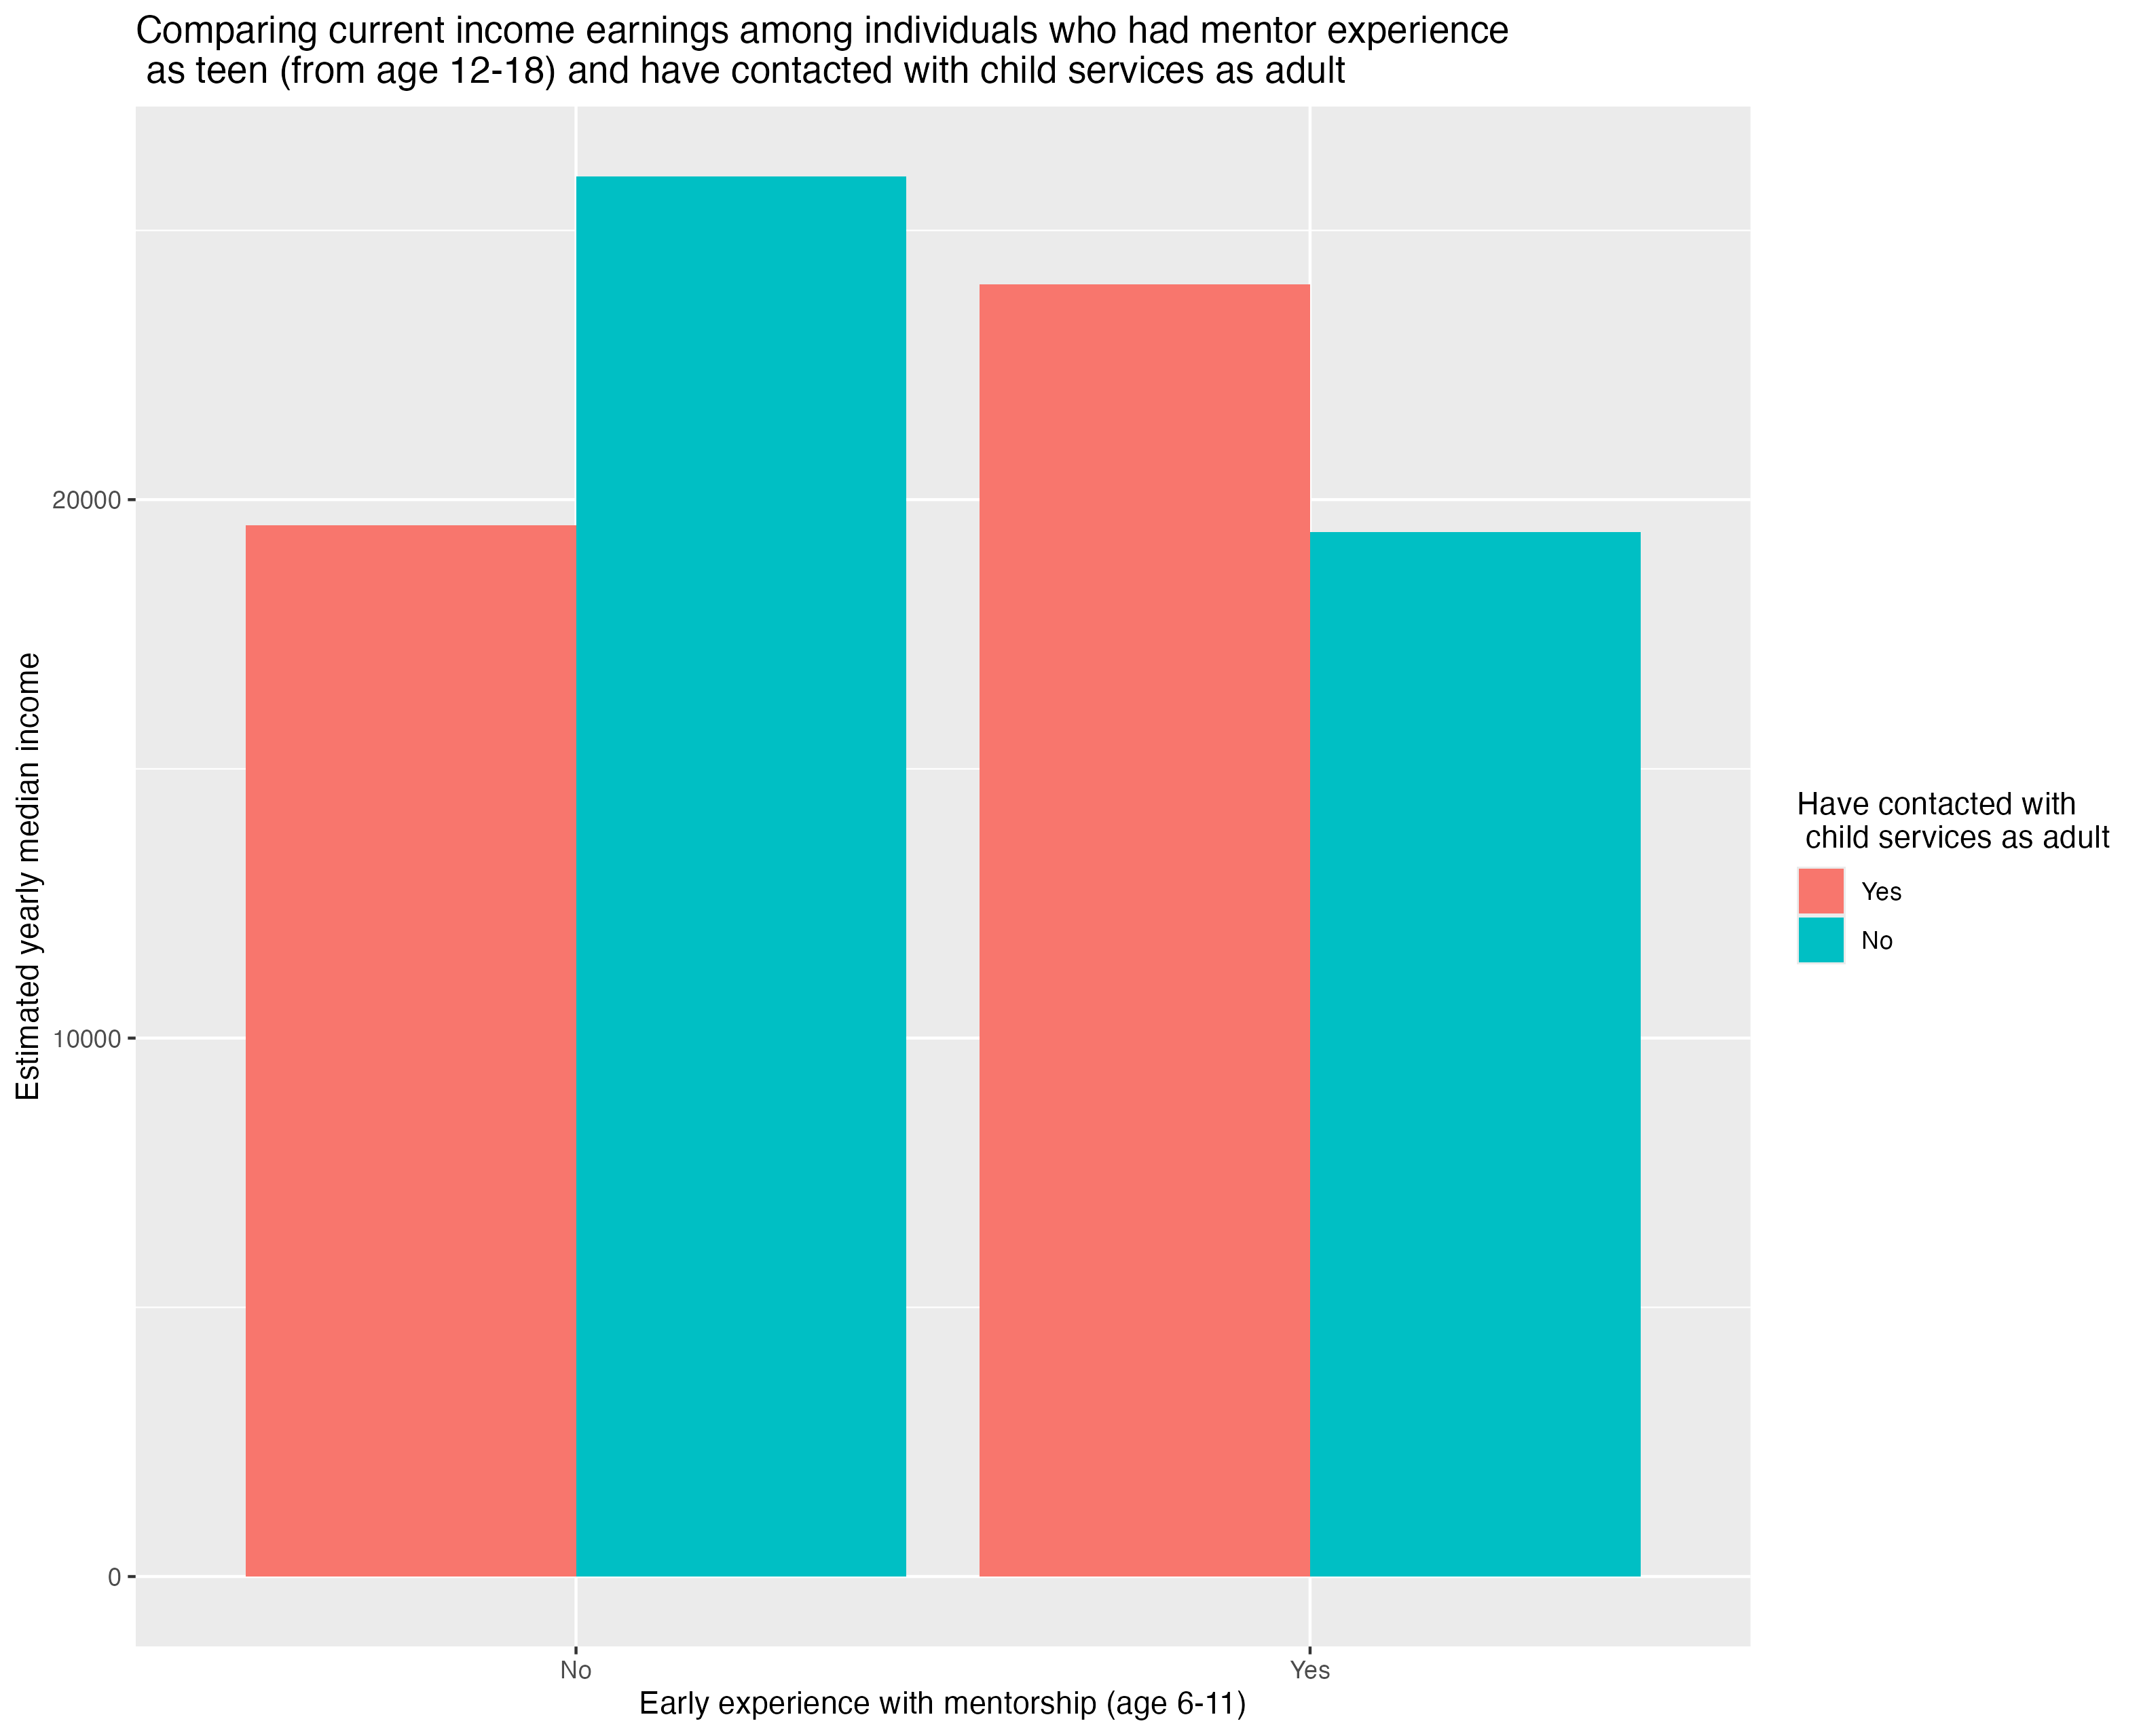 Comparing current income earnings among individuals who had mentor experience
as teen (from age 12-18) and have contacted with child services as adult
Estimated yearly median income
20000
10000
0
No
Yes
Early experience with mentorship (age 6-11)
Have contacted with
child services as adult
Yes
No